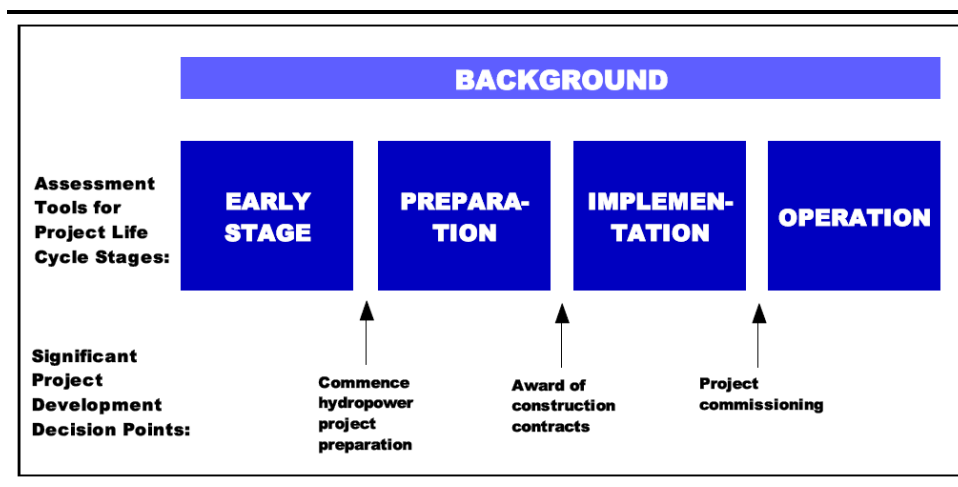 BACKGROUND
Assessment
Tools for
Project Life
Cycle Stages:
EARLY
STAGE
PREPARA-
TION
IMPLEMEN-
TATION
OPERATION
Significant
Project
Development
Decision Points:
Commence
hydropower
project
preparation
Award of
construction
contracts
Project
commissioning